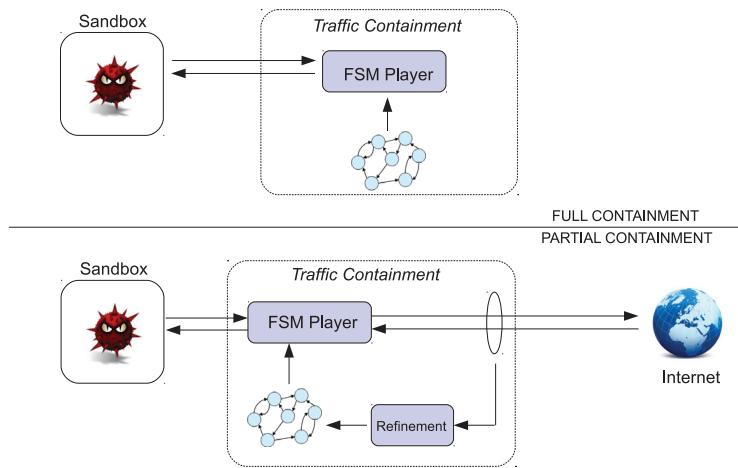 Sandbox
Traffic Containment
FSM Player
FULL CONTAINMENT
PARTIAL CONTAINMENT
Sandbox
Traffic Containment
FSM Player
Internet
Refinement